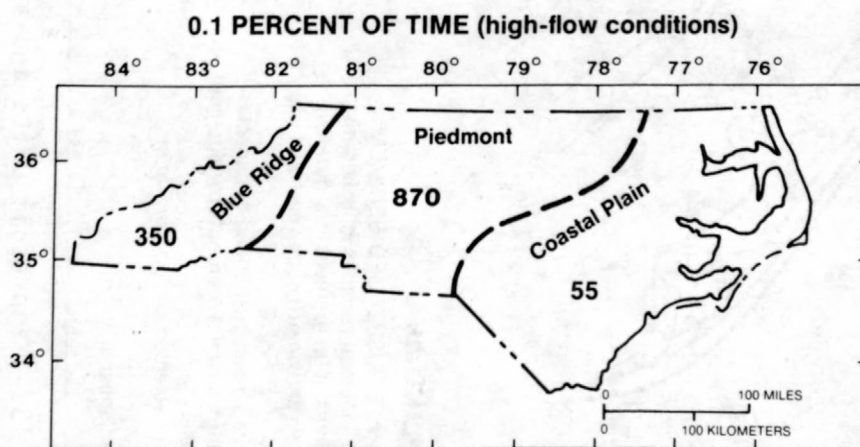 0.1 PERCENT OF TIME (high-flow conditions)
84° 83° 82° 81° 80° 79° 78° 77° 76°
36°
35°
34°
Blue Ridge
Piedmont
Coastal Plain
350
870
55
0 100 MILES
0 100 KILOMETERS